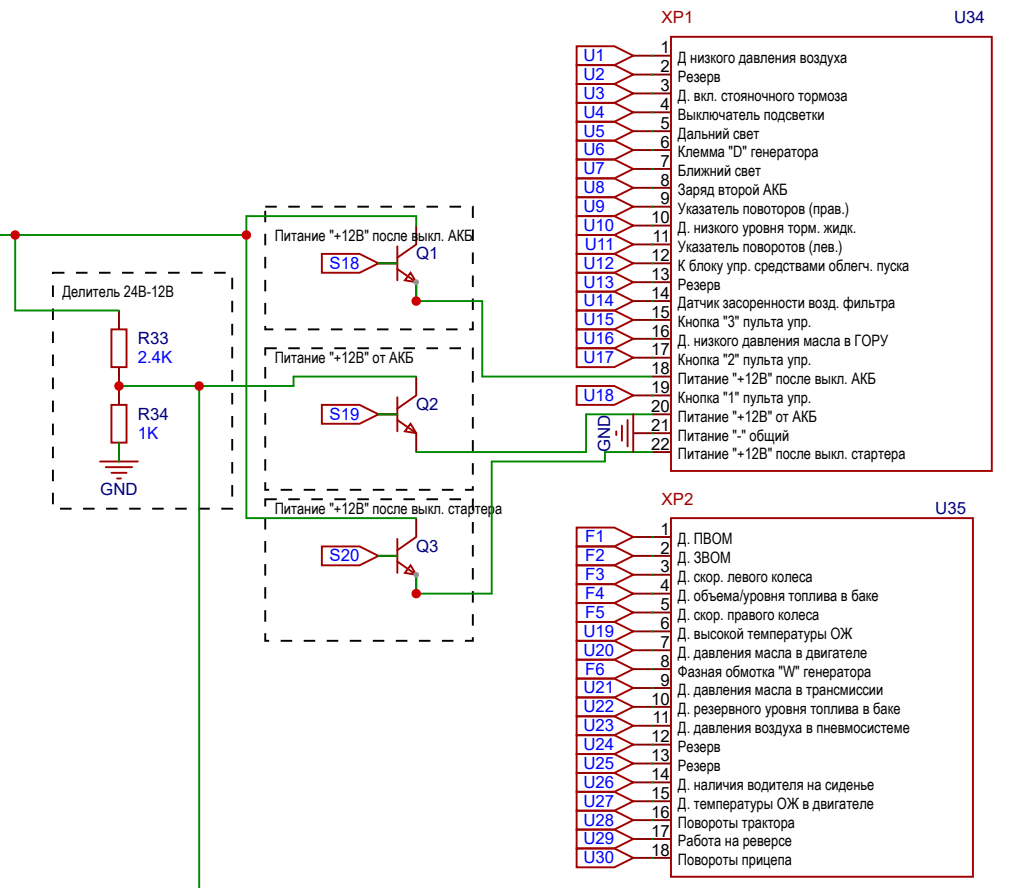 XP1 U34
U1 1 Д низкого давления воздуха
U2 2 Резерв
U3 3 Д. вкл. стояночного тормоза
U4 4 Выключатель подсветки
U5 5 Дальний свет
U6 6 Клемма "D" генератора
U7 7 Ближний свет
U8 8 Заряд второй АКБ
U9 9 Указатель повоторов (прав.)
U10 10 Д. низкого уровня торм. жидк.
U11 11 Указатель поворотов (лев.)
U12 12 К блоку упр. средствами облегч. пуска
U13 13 Резерв
U14 14 Датчик засоренности возд. фильтра
U15 15 Кнопка "3" пульта упр.
U16 16 Д. низкого давления масла в ГОРУ
U17 17 Кнопка "2" пульта упр.
18 Питание "+12В" после выкл. АКБ
U18 19 Кнопка "1" пульта упр.
20 Питание "+12В" от АКБ
GND 21 Питание "-" общий
22 Питание "+12В" после выкл. стартера
Питание "+12В" после выкл. АКБ
S18 Q1
Делитель 24В-12В
R33
2.4K
R34
1K
GND
Питание "+12В" от АКБ
S19 Q2
Питание "+12В" после выкл. стартера
S20 Q3
XP2 U35
F1 1 Д. ПВОМ
F2 2 Д. ЗВОМ
F3 3 Д. скор. левого колеса
F4 4 Д. объема/уровня топлива в баке
F5 5 Д. скор. правого колеса
U19 6 Д. высокой температуры ОЖ
U20 7 Д. давления масла в двигателе
F6 8 Фазная обмотка "W" генератора
U21 9 Д. давления масла в трансмиссии
U22 10 Д. резервного уровня топлива в баке
U23 11 Д. давления воздуха в пневмосистеме
U24 12 Резерв
U25 13 Резерв
U26 14 Д. наличия водителя на сиденье
U27 15 Д. температуры ОЖ в двигателе
U28 16 Повороты трактора
U29 17 Работа на реверсе
U30 18 Повороты прицепа